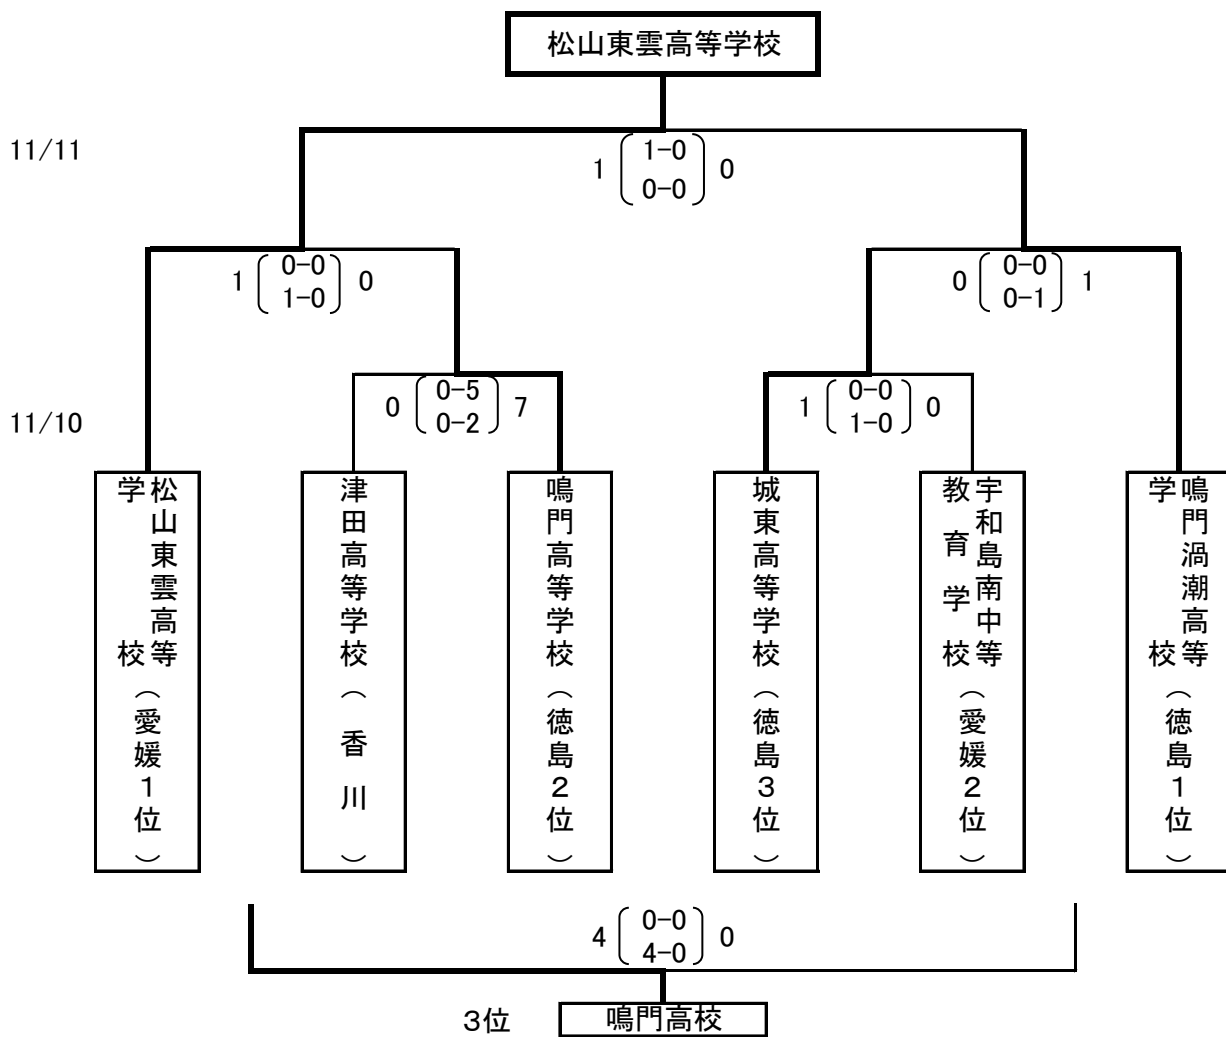 松山東雲高等学校
11/11
1 1-0 0
0-0
1 0-0 0
1-0
0 0-0 1
0-1
0 0-5 7
0-2
1 0-0 0
1-0
11/10
松山東雲高等
学校
（愛媛１位）
津田高等学校（香川）
鳴門高等学校（徳島２位）
城東高等学校（徳島３位）
宇和島南中等
教育学校
（愛媛２位）
鳴門渦潮高等
学校
（徳島１位）
4 0-0 0
4-0
３位
鳴門高校